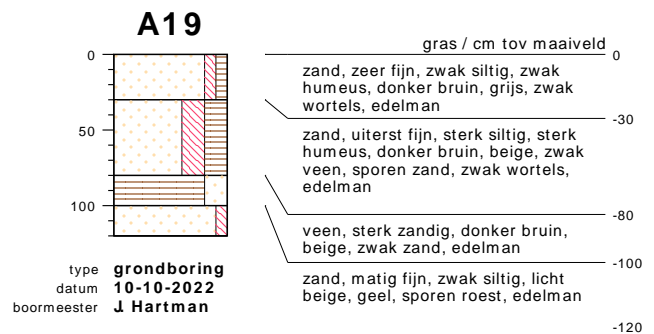 A19
gras / cm tov maaiveld
0
0
zand, zeer fijn, zwak siltig, zwak
humeus, donker bruin, grijs, zwak
wortels, edelman
-30
50
zand, uiterst fijn, sterk siltig, sterk
humeus, donker bruin, beige, zwak
veen, sporen zand, zwak wortels,
edelman
100
-80
veen, sterk zandig, donker bruin,
beige, zwak zand, edelman
-100
zand, matig fijn, zwak siltig, licht
beige, geel, sporen roest, edelman
-120
type grondboring
datum 10-10-2022
boormeester J Hartman